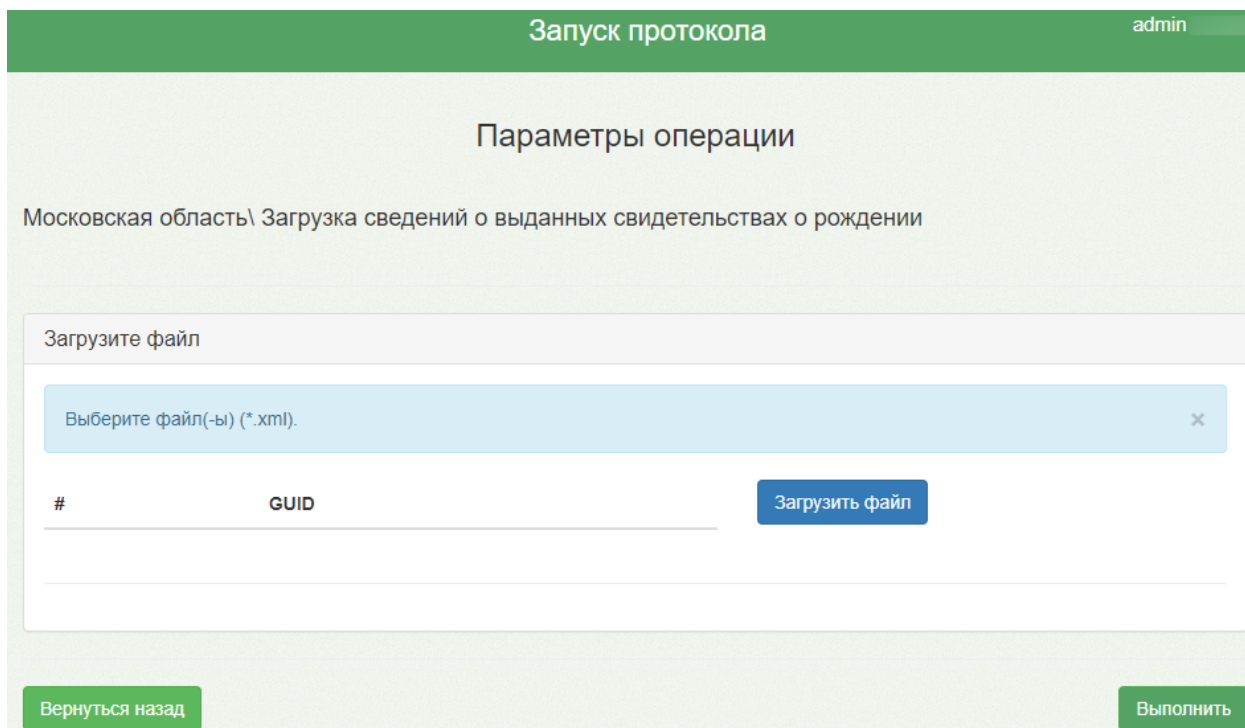 Запуск протокола
admin
Параметры операции
Московская область\ Загрузка сведений о выданных свидетельствах о рождении
Загрузите файл
Выберите файл(-ы) (*.xml).
×
# GUID
Загрузить файл
Вернуться назад
Выполнить